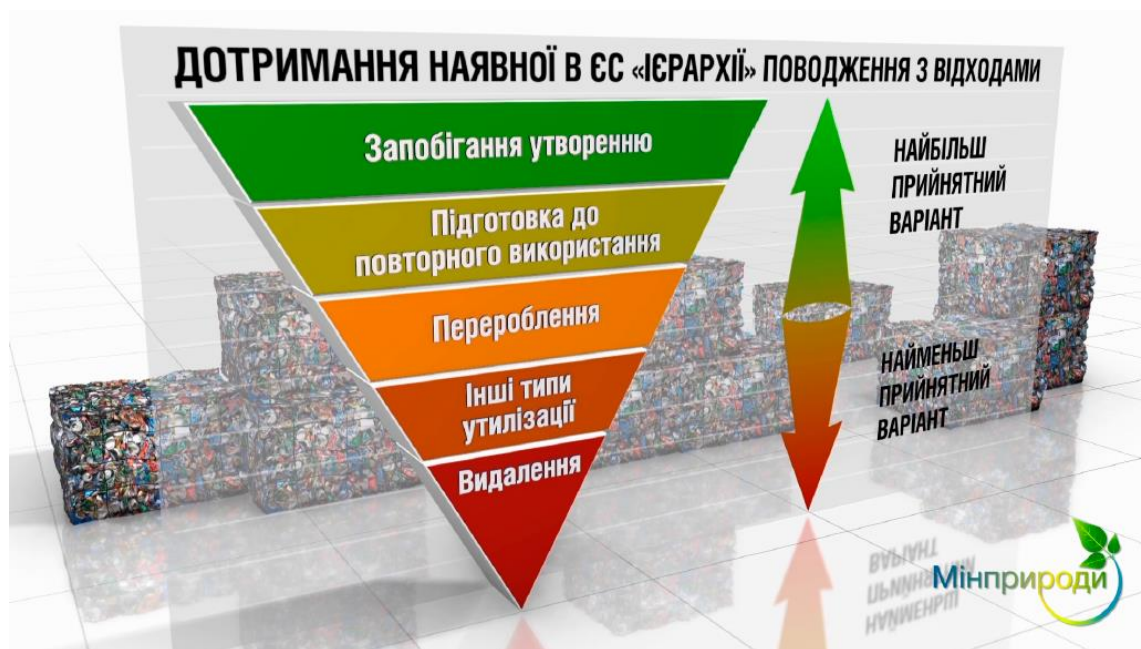 ДОТРИМАННЯ НАЯВНОЇ В ЄС «ІЄРАРХІЇ» ПОВОДЖЕННЯ З ВІДХОДАМИ
Запобігання утворенню
Підготовка до
повторного використання
Перероблення
Інші типи
утилізації
Видалення
НАЙБІЛЬШ
ПРИЙНЯТНИЙ
ВАРІАНТ
НАЙМЕНЬШ
ПРИЙНЯТНИЙ
ВАРІАНТ
Мінприроди